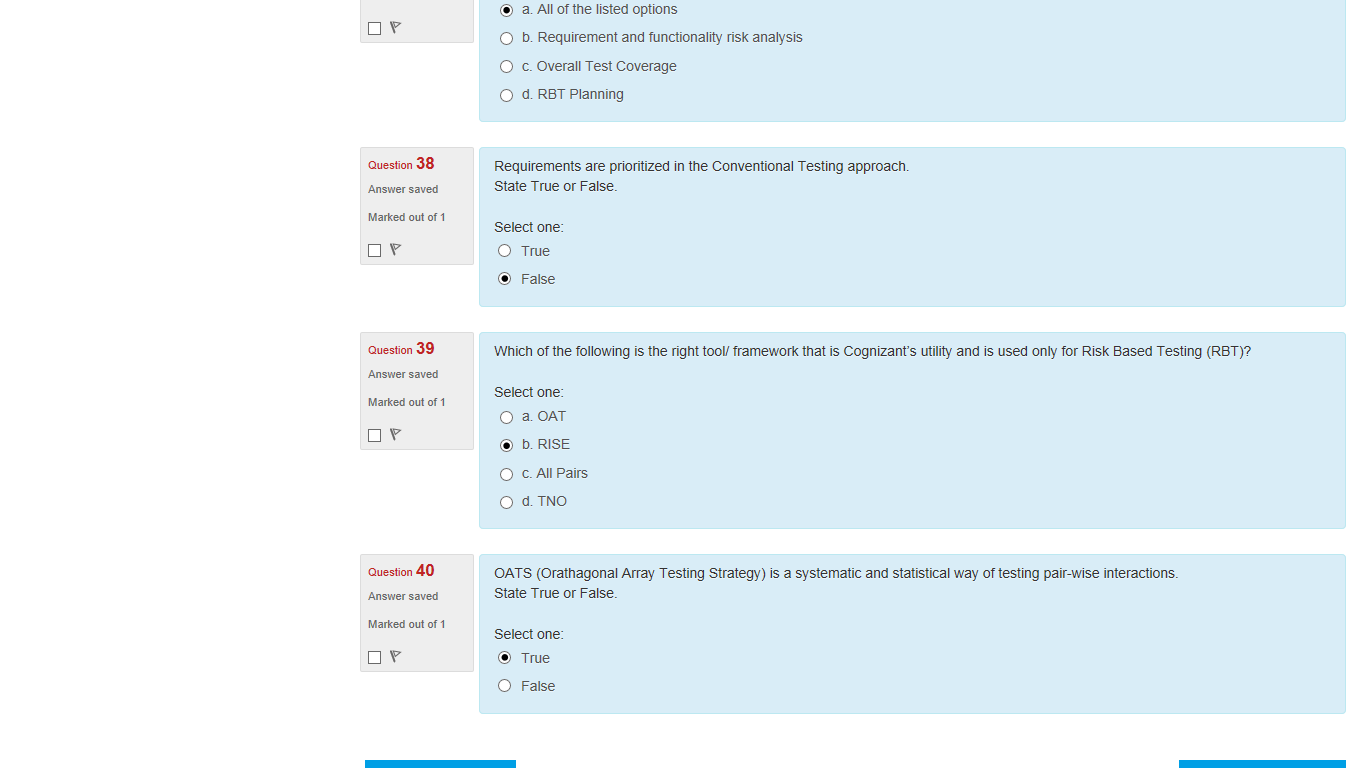 a. All of the listed options
b. Requirement and functionality risk analysis
c. Overall Test Coverage
d. RBT Planning
Question 38
Answer saved
Marked out of 1
Requirements are prioritized in the Conventional Testing approach.
State True or False.
Select one:
True
False
Question 39
Answer saved
Marked out of 1
Which of the following is the right tool/ framework that is Cognizant's utility and is used only for Risk Based Testing (RBT)?
Select one:
a. OAT
b. RISE
c. All Pairs
d. TNO
Question 40
Answer saved
Marked out of 1
OATS (Orathagonal Array Testing Strategy) is a systematic and statistical way of testing pair-wise interactions.
State True or False.
Select one:
True
False